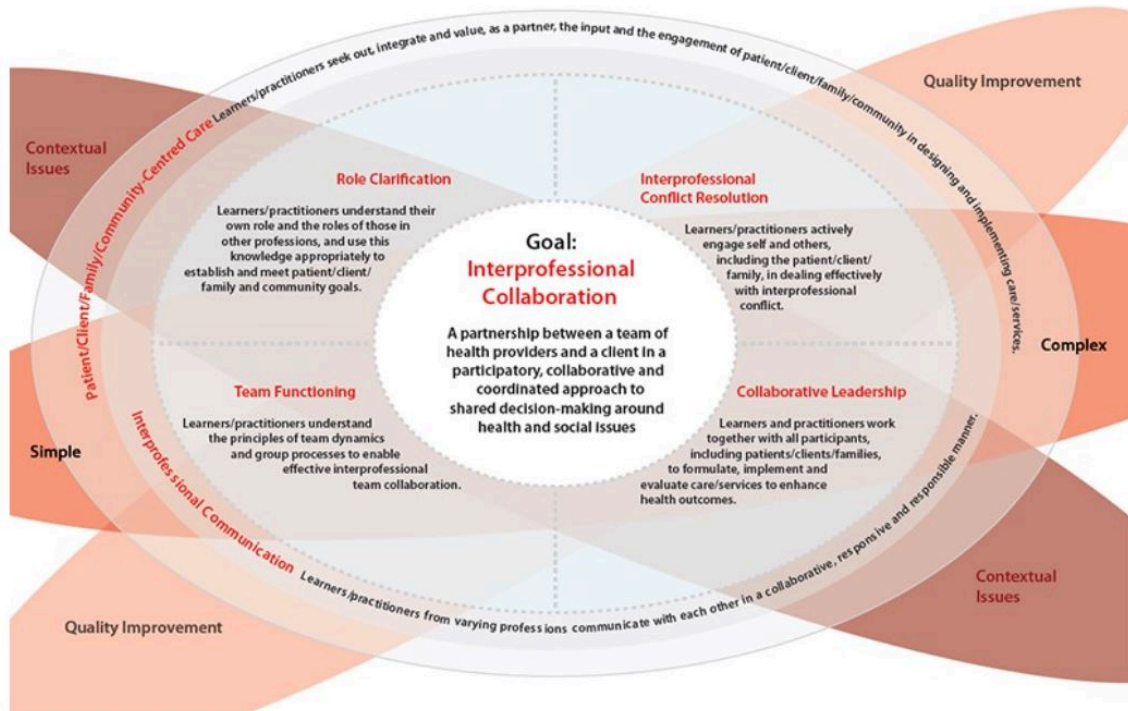 Patient/Client/Family/Community-Centred Care Learners/practitioners seek out, integrate and value, as a partner, the input and the engagement of patient/client/family/community in designing and implementing care/services.
Quality Improvement
Contextual
Issues
Role Clarification
Learners/practitioners understand their
own role and the roles of those in
other professions, and use this
knowledge appropriately to
establish and meet patient/client/
family and community goals.
Interprofessional
Conflict Resolution
Learners/practitioners actively
engage self and others,
including the patient/client/
family, in dealing effectively
with interprofessional
conflict.
Goal:
Interprofessional
Collaboration
A partnership between a team of
health providers and a client in a
participatory, collaborative and
coordinated approach to
shared decision-making around
health and social issues
Complex
Simple
Team Functioning
Learners/practitioners understand
the principles of team dynamics
and group processes to enable
effective interprofessional
team collaboration.
Collaborative Leadership
Learners and practitioners work
together with all participants,
including patients/clients/families,
to formulate, implement and
evaluate care/services to enhance
health outcomes.
Interprofessional Communication Learners/practitioners from varying professions communicate with each other in a collaborative, responsive and responsible manner.
Contextual
Issues
Quality Improvement